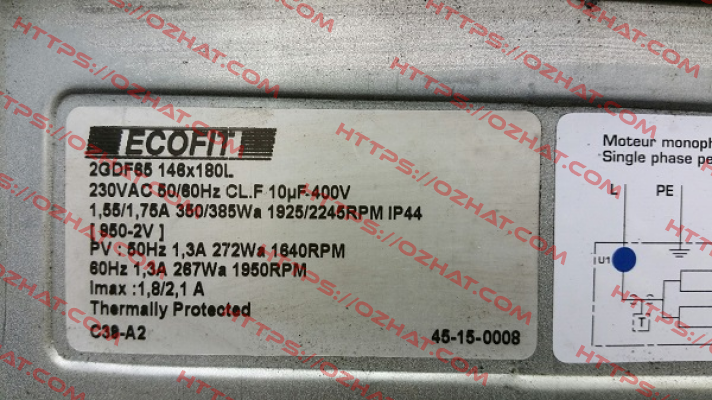 ECOFIT
2GDF65 146x180L
230VAC 50/60Hz CL.F 10µF 400V
1,55/1,75A 350/385Wa 1925/2245RPM IP44
[ 950-2V ]
PV : 50Hz 1,3A 272Wa 1640RPM
60Hz 1,3A 267Wa 1950RPM
Imax : 1,8/2,1 A
Thermally Protected
C39-A2 45-15-0008
Moteur monoph
Single phase pe
L PE
U1
T
HTTPS://OZHAT.COM